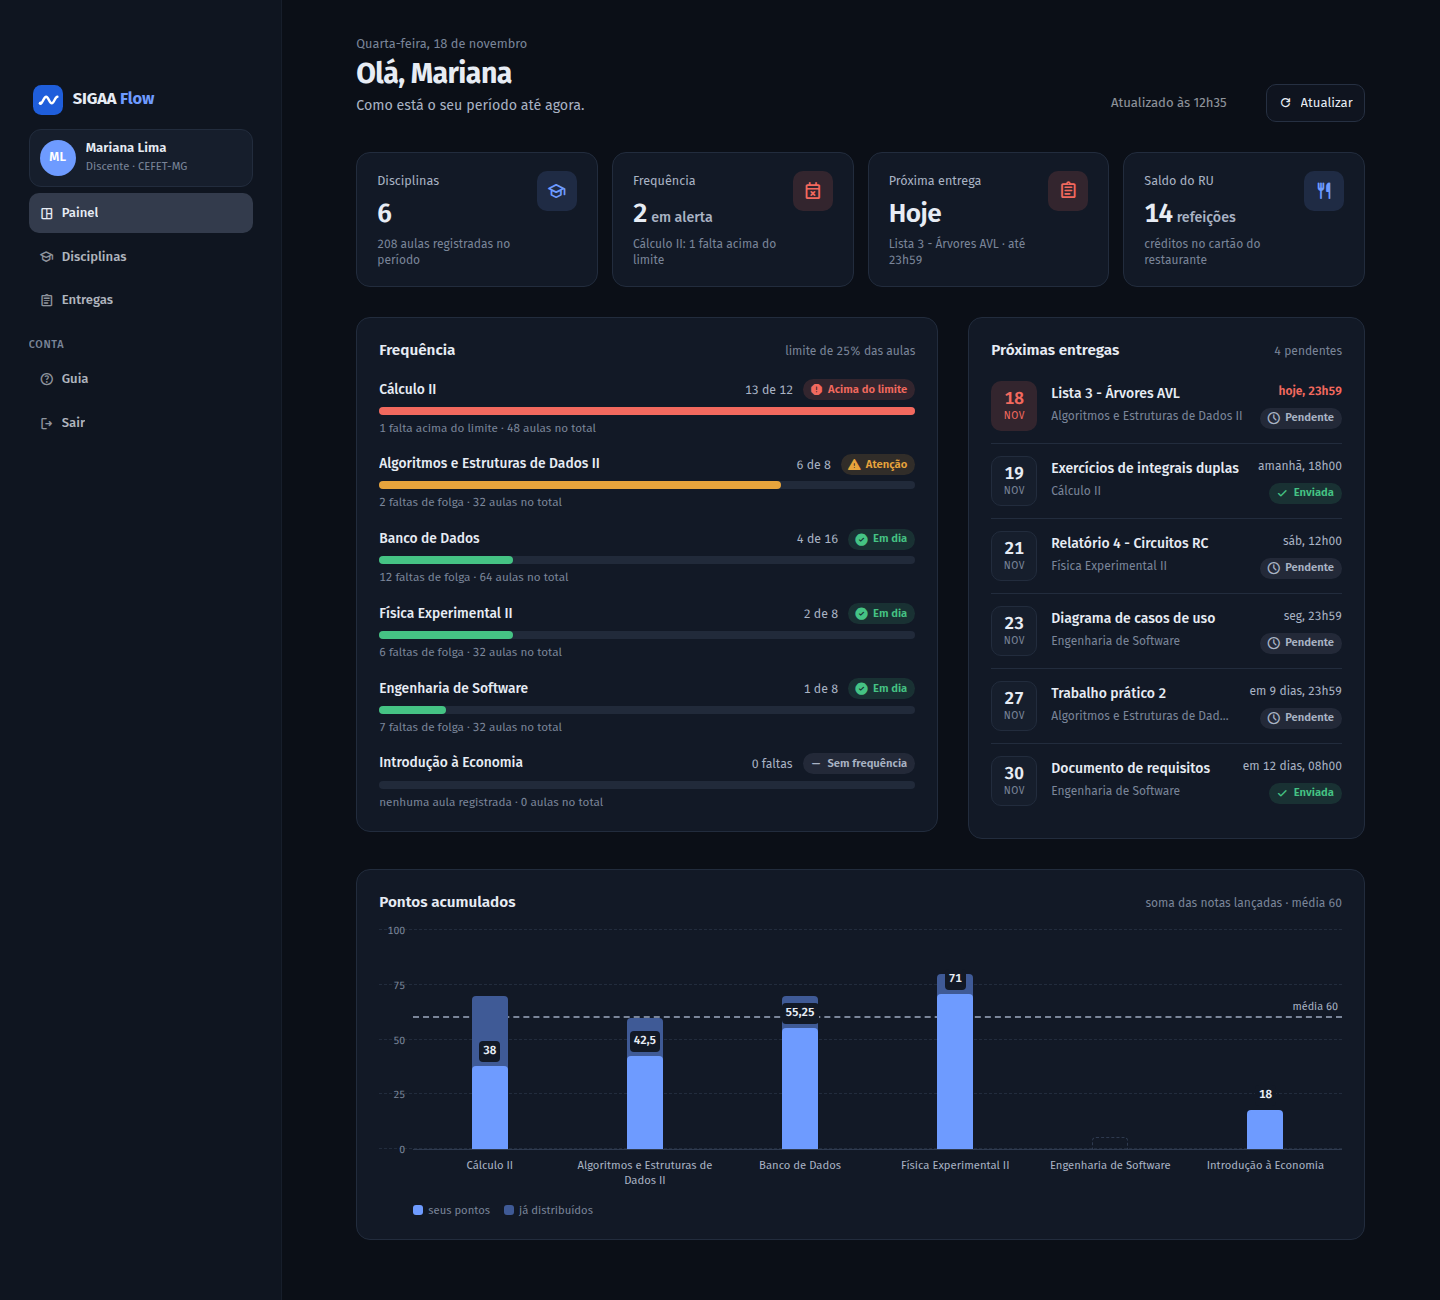 SIGAA Flow
ML
Mariana Lima
Discente · CEFET-MG
Painel
Disciplinas
Entregas
CONTA
Guia
Sair
Quarta-feira, 18 de novembro
Olá, Mariana
Como está o seu período até agora.
Atualizado às 12h35
Atualizar
Disciplinas
6
208 aulas registradas no
período
Frequência
2 em alerta
Cálculo II: 1 falta acima do
limite
Próxima entrega
Hoje
Lista 3 - Árvores AVL · até
23h59
Saldo do RU
14 refeições
créditos no cartão do
restaurante
Frequência
limite de 25% das aulas
Cálculo II
13 de 12
Acima do limite
1 falta acima do limite · 48 aulas no total
Algoritmos e Estruturas de Dados II
6 de 8
Atenção
2 faltas de folga · 32 aulas no total
Banco de Dados
4 de 16
Em dia
12 faltas de folga · 64 aulas no total
Física Experimental II
2 de 8
Em dia
6 faltas de folga · 32 aulas no total
Engenharia de Software
1 de 8
Em dia
7 faltas de folga · 32 aulas no total
Introdução à Economia
0 faltas
Sem frequência
nenhuma aula registrada · 0 aulas no total
Próximas entregas
4 pendentes
18
NOV
Lista 3 - Árvores AVL
Algoritmos e Estruturas de Dados II
hoje, 23h59
Pendente
19
NOV
Exercícios de integrais duplas
Cálculo II
amanhã, 18h00
Enviada
21
NOV
Relatório 4 - Circuitos RC
Física Experimental II
sáb, 12h00
Pendente
23
NOV
Diagrama de casos de uso
Engenharia de Software
seg, 23h59
Pendente
27
NOV
Trabalho prático 2
Algoritmos e Estruturas de Dad...
em 9 dias, 23h59
Pendente
30
NOV
Documento de requisitos
Engenharia de Software
em 12 dias, 08h00
Enviada
Pontos acumulados
soma das notas lançadas · média 60
100
75
50
25
0
média 60
38
42,5
55,25
71
18
Cálculo II
Algoritmos e Estruturas de
Dados II
Banco de Dados
Física Experimental II
Engenharia de Software
Introdução à Economia
seus pontos
já distribuídos